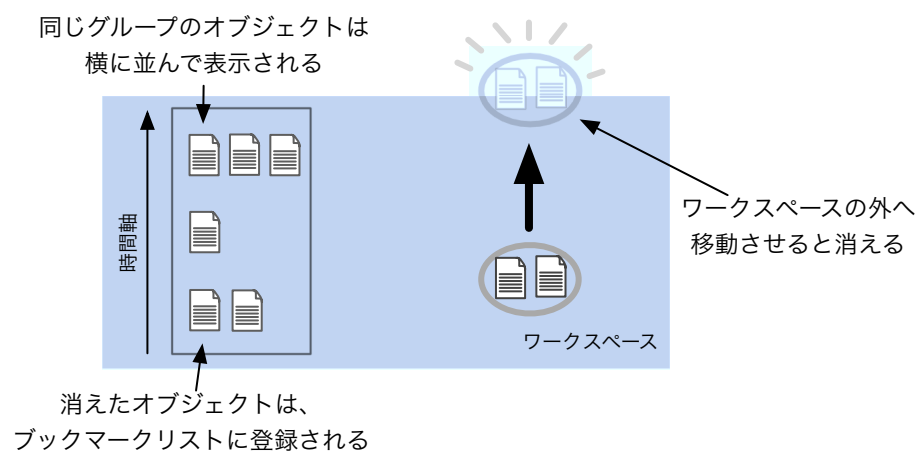 同じグループのオブジェクトは
横に並んで表示される
ワークスペースの外へ
移動させると消える
時間軸
ワークスペース
消えたオブジェクトは、
ブックマークリストに登録される